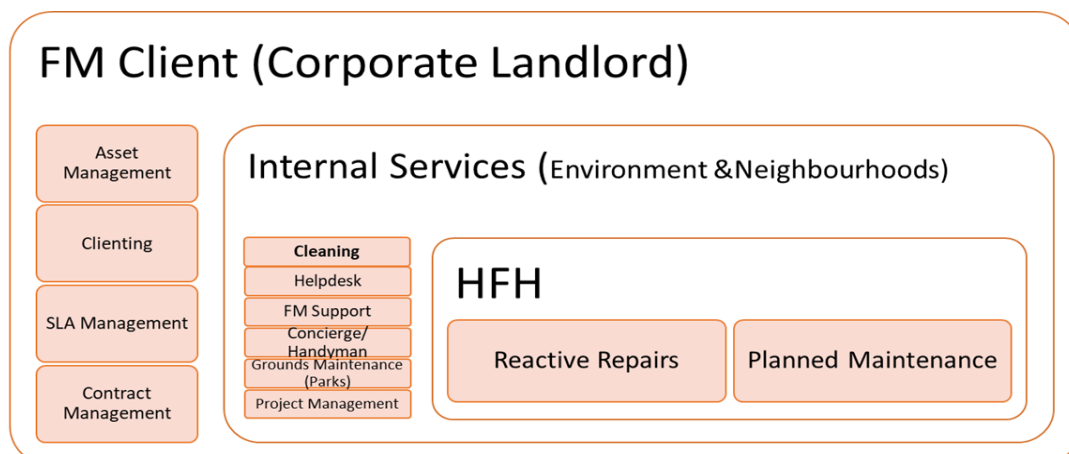 FM Client (Corporate Landlord)
Asset
Management
Clienting
SLA Management
Contract
Management
Internal Services (Environment &Neighbourhoods)
Cleaning
Helpdesk
FM Support
Concierge/
Handyman
Grounds Maintenance
(Parks)
Project Management
HFH
Reactive Repairs
Planned Maintenance